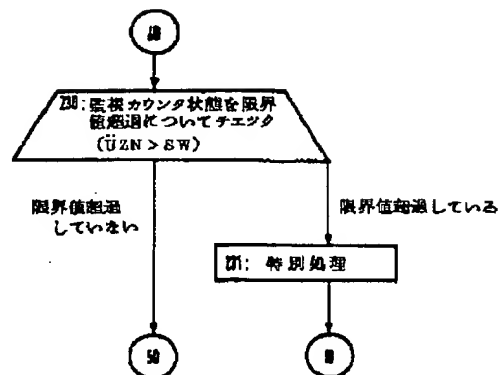 230:監視カウンタ状態を限界
値超過についてチエツク
(ÜZN > SW)
限界値超過
していない
限界値超過している
231: 特別処理
50